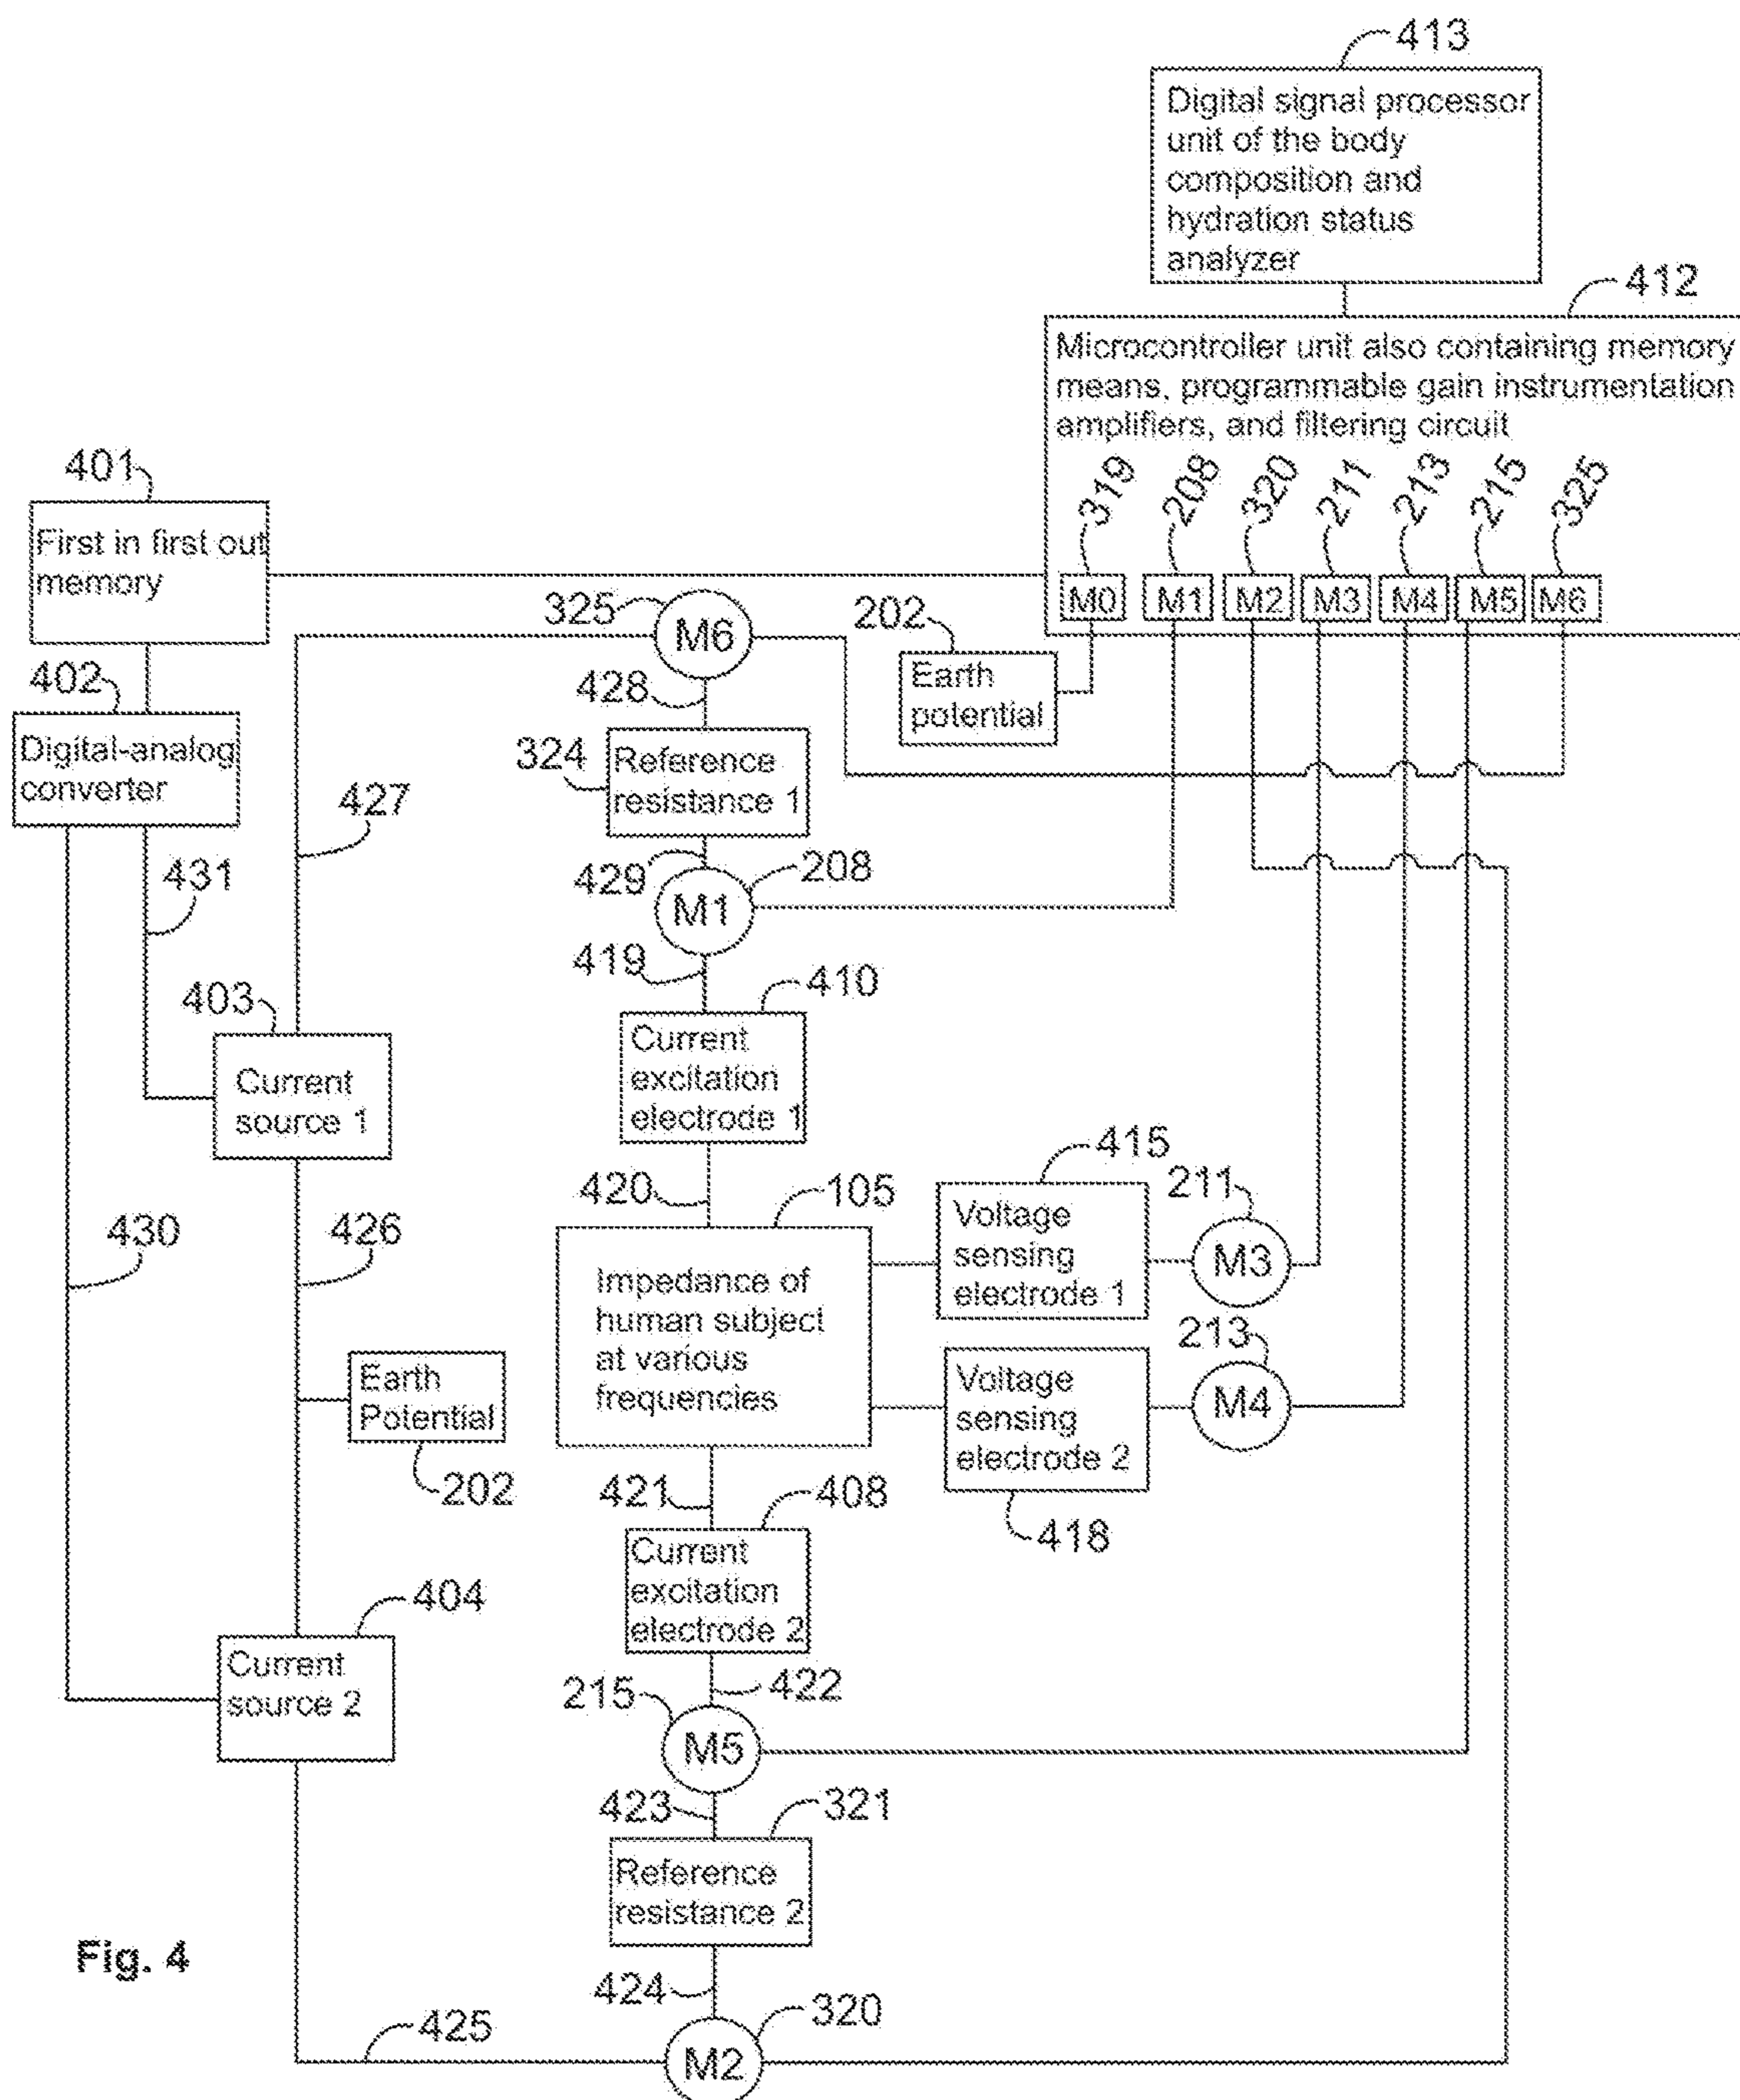 413
Digital signal processor
unit of the body
composition and
hydration status
analyzer
412
Microcontroller unit also containing memory
means, programmable gain instrumentation
amplifiers, and filtering circuit
319 208 320 211 213 215 325
M0 M1 M2 M3 M4 M5 M6
401
First in first out
memory
325
M6
202
Earth
potential
402
Digital-analog
converter
428
324
Reference
resistance 1
427
431
429
208
M1
419
410
403
Current
source 1
Current
excitation
electrode 1
420
105
415
Voltage
sensing
electrode 1
211
M3
430
426
Impedance of
human subject
at various
frequencies
213
M4
Earth
Potential
202
Voltage
sensing
electrode 2
418
421
408
Current
excitation
electrode 2
404
Current
source 2
422
215
M5
423
321
Reference
resistance 2
Fig. 4
424
320
425
M2